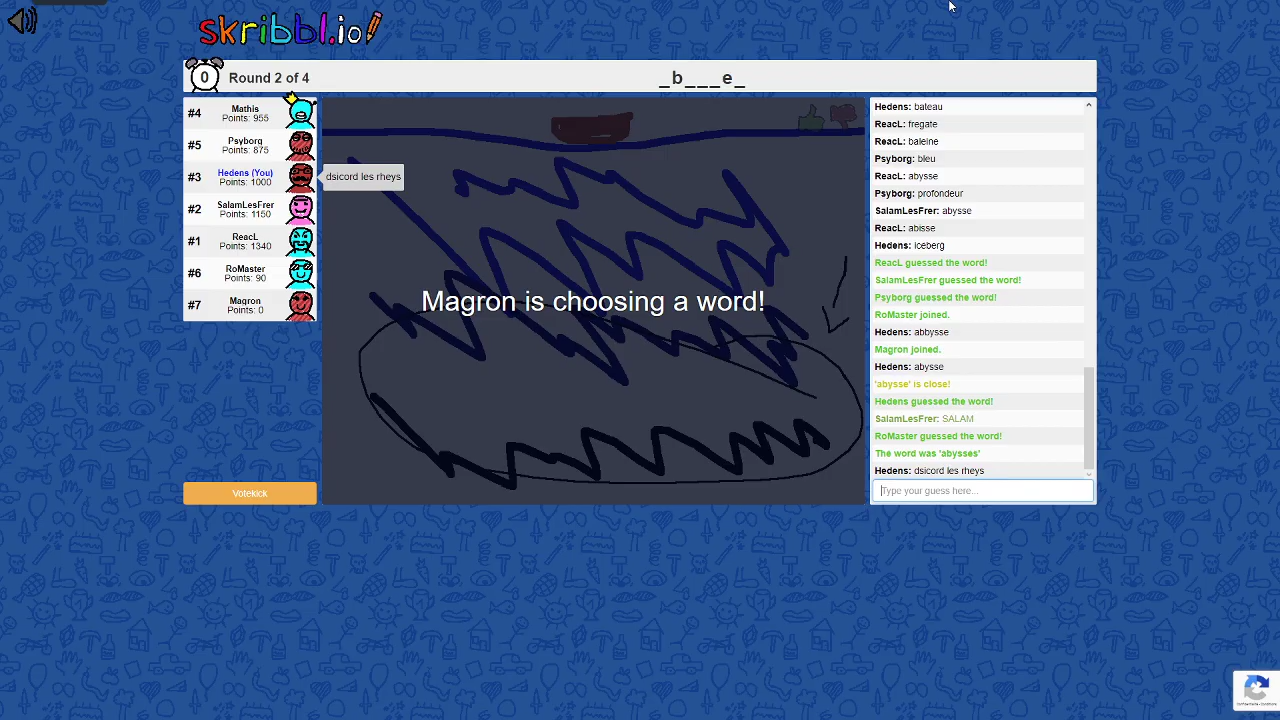 skribbl.io
0
Round 2 of 4
_b___e_
#4
Mathis
Points: 955
#5
Psyborg
Points: 875
#3
Hedens (You)
Points: 1000
#2
SalamLesFrer
Points: 1150
#1
ReacL
Points: 1340
#6
RoMaster
Points: 90
#7
Magron
Points: 0
Votekick
dsicord les rheys
Magron is choosing a word!
Hedens: bateau
ReacL: fregate
ReacL: baleine
Psyborg: bleu
ReacL: abysse
Psyborg: profondeur
SalamLesFrer: abysse
ReacL: abisse
Hedens: iceberg
ReacL guessed the word!
SalamLesFrer guessed the word!
Psyborg guessed the word!
RoMaster joined.
Hedens: abbysse
Magron joined.
Hedens: abysse
'abysse' is close!
Hedens guessed the word!
SalamLesFrer: SALAM
RoMaster guessed the word!
The word was 'abysses'
Hedens: dsicord les rheys
Type your guess here...